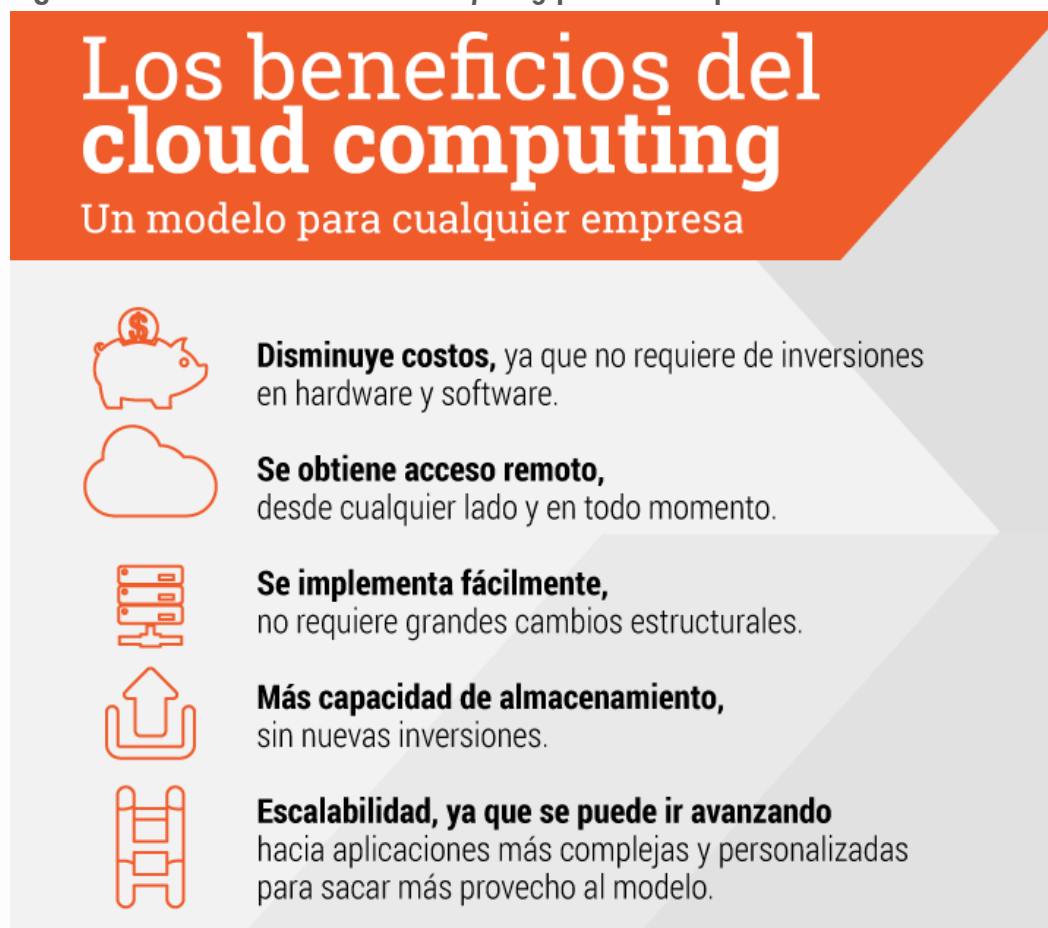 Los beneficios del
cloud computing
Un modelo para cualquier empresa
$
Disminuye costos, ya que no requiere de inversiones
en hardware y software.
Se obtiene acceso remoto,
desde cualquier lado y en todo momento.
Se implementa fácilmente,
no requiere grandes cambios estructurales.
Más capacidad de almacenamiento,
sin nuevas inversiones.
Escalabilidad, ya que se puede ir avanzando
hacia aplicaciones más complejas y personalizadas
para sacar más provecho al modelo.